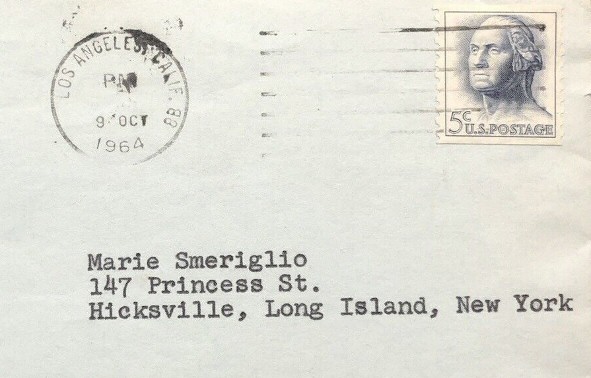 LOS ANGELES, CALIF. BB
PM
9 OCT
1964
5c U.S. POSTAGE
Marie Smeriglio
147 Princess St.
Hicksville, Long Island, New York